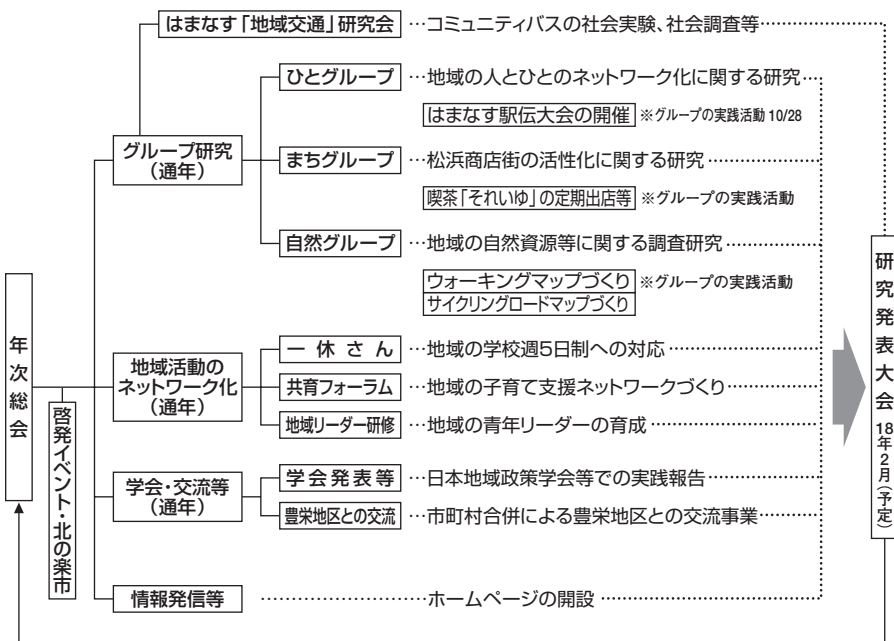 はまなす「地域交通」研究会 …コミュニティバスの社会実験、社会調査等
ひとグループ …地域の人とひとのネットワーク化に関する研究…
はまなす駅伝大会の開催 ※グループの実践活動 10/28
グループ研究
(通年)
まちグループ …松浜商店街の活性化に関する研究
喫茶「それいゆ」の定期出店等 ※グループの実践活動
自然グループ …地域の自然資源等に関する調査研究
ウォーキングマップづくり ※グループの実践活動
サイクリングロードマップづくり
年次総会
啓発イベント・北の楽市
地域活動の
ネットワーク化
(通年)
一休さん …地域の学校週5日制への対応
共育フォーラム …地域の子育て支援ネットワークづくり
地域リーダー研修 …地域の青年リーダーの育成
学会・交流等
(通年)
学会発表等 …日本地域政策学会等での実践報告
豊栄地区との交流 …市町村合併による豊栄地区との交流事業
情報発信等 ……ホームページの開設
研究発表大会 18年2月(予定)